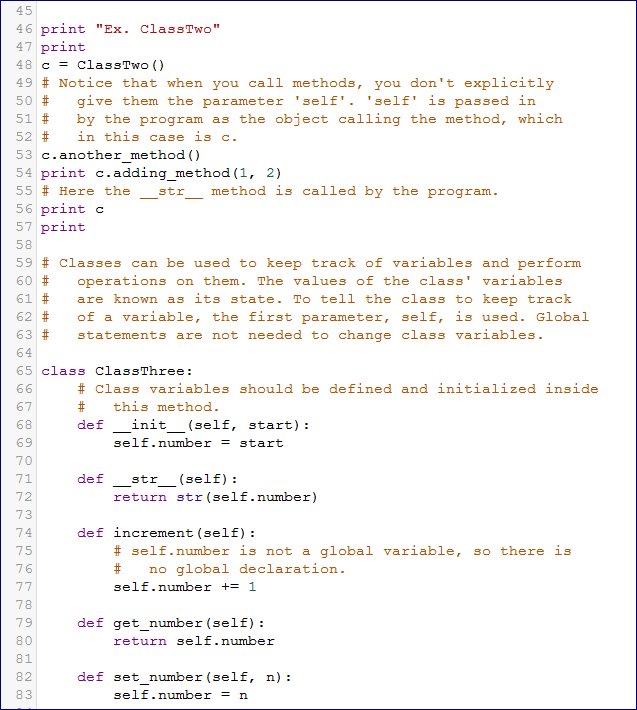 45
46 print "Ex. ClassTwo"
47 print
48 c = ClassTwo()
49 # Notice that when you call methods, you don't explicitly
50 #   give them the parameter 'self'. 'self' is passed in
51 #   by the program as the object calling the method, which
52 #   in this case is c.
53 c.another_method()
54 print c.adding_method(1, 2)
55 # Here the __str__ method is called by the program.
56 print c
57 print
58
59 # Classes can be used to keep track of variables and perform
60 #   operations on them. The values of the class' variables
61 #   are known as its state. To tell the class to keep track
62 #   of a variable, the first parameter, self, is used. Global
63 #   statements are not needed to change class variables.
64
65 class ClassThree:
66     # Class variables should be defined and initialized inside
67     #   this method.
68     def __init__(self, start):
69         self.number = start
70
71     def __str__(self):
72         return str(self.number)
73
74     def increment(self):
75         # self.number is not a global variable, so there is
76         #   no global declaration.
77         self.number += 1
78
79     def get_number(self):
80         return self.number
81
82     def set_number(self, n):
83         self.number = n